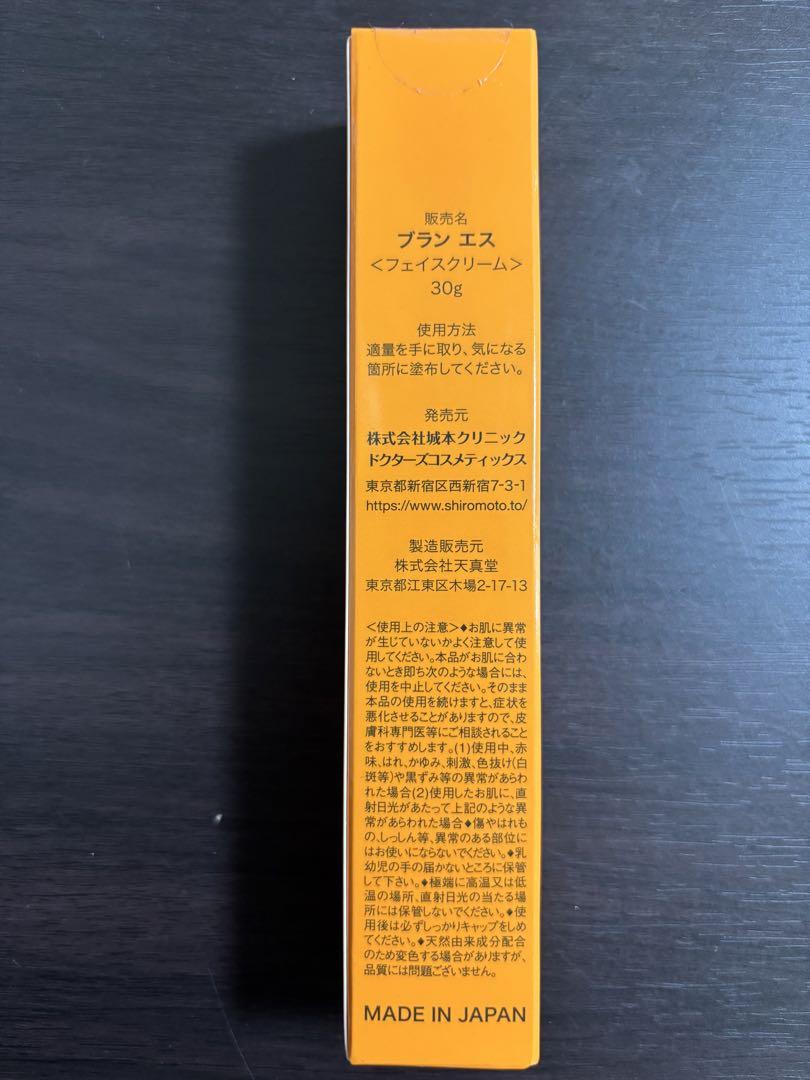 販売名
ブラン エス
＜フェイスクリーム＞
30g
使用方法
適量を手に取り、気になる
箇所に塗布してください。
発売元
株式会社城本クリニック
ドクターズコスメティックス
東京都新宿区西新宿7-3-1
https://www.shiromoto.to/
製造販売元
株式会社天真堂
東京都江東区木場2-17-13
＜使用上の注意＞♦お肌に異常
が生じていないかよく注意して使
用してください。本品がお肌に合わ
ないとき即ち次のような場合には、
使用を中止してください。そのまま
本品の使用を続けますと、症状を
悪化させることがありますので、皮
膚科専門医等にご相談されること
をおすすめします。(1)使用中、赤
味、はれ、かゆみ、刺激、色抜け(白
斑等)や黒ずみ等の異常があらわ
れた場合(2)使用したお肌に、直
射日光があたって上記のような異
常があらわれた場合♦傷やはれも
の、しっしん等、異常のある部位に
はお使いにならないでください。♦乳
幼児の手の届かないところに保管
して下さい。♦極端に高温又は低
温の場所、直射日光の当たる場
所には保管しないでください。♦使
用後は必ずしっかりキャップをしめ
てください。♦天然由来成分配合
のため変色する場合がありますが、
品質には問題ございません。
MADE IN JAPAN